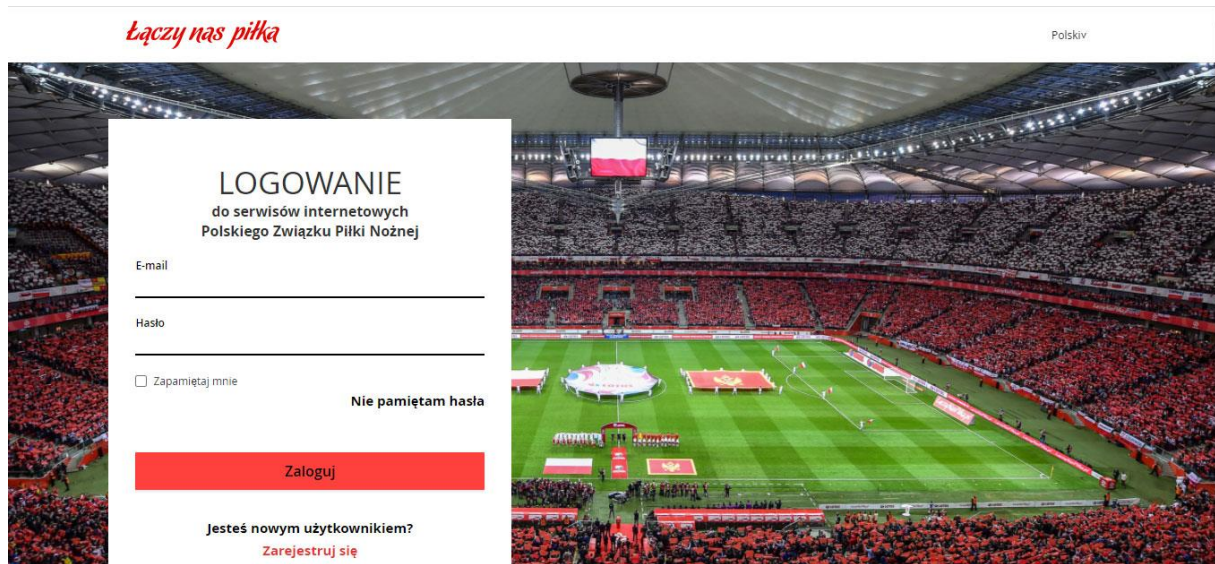 Łączy nas piłka
Polski
LOGOWANIE
do serwisów internetowych
Polskiego Związku Piłki Nożnej
E-mail
Hasło
Zapamiętaj mnie
Nie pamiętam hasła
Zaloguj
Jesteś nowym użytkownikiem?
Zarejestruj się